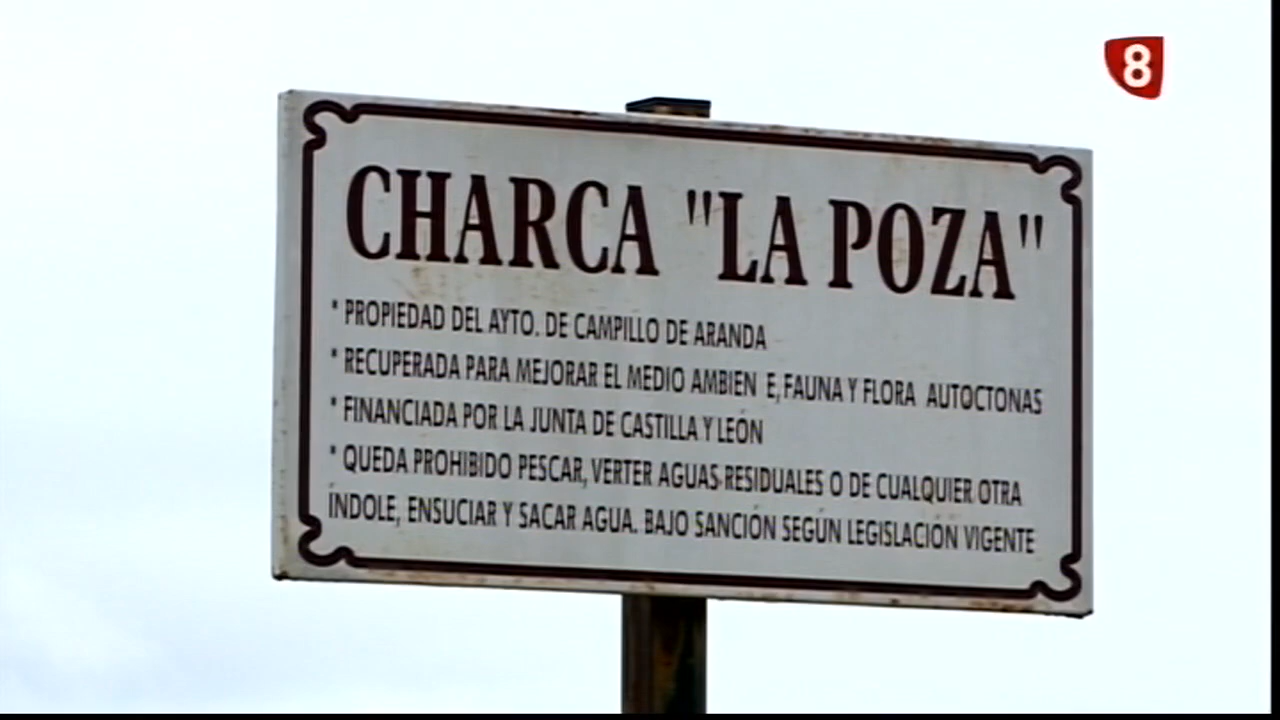 8
CHARCA "LA POZA"
* PROPIEDAD DEL AYTO. DE CAMPILLO DE ARANDA
* RECUPERADA PARA MEJORAR EL MEDIO AMBIEN E, FAUNA Y FLORA AUTOCTONAS
* FINANCIADA POR LA JUNTA DE CASTILLA Y LEÓN
* QUEDA PROHIBIDO PESCAR, VERTER AGUAS RESIDUALES O DE CUALQUIER OTRA
ÍNDOLE, ENSUCIAR Y SACAR AGUA. BAJO SANCIÓN SEGÚN LEGISLACIÓN VIGENTE